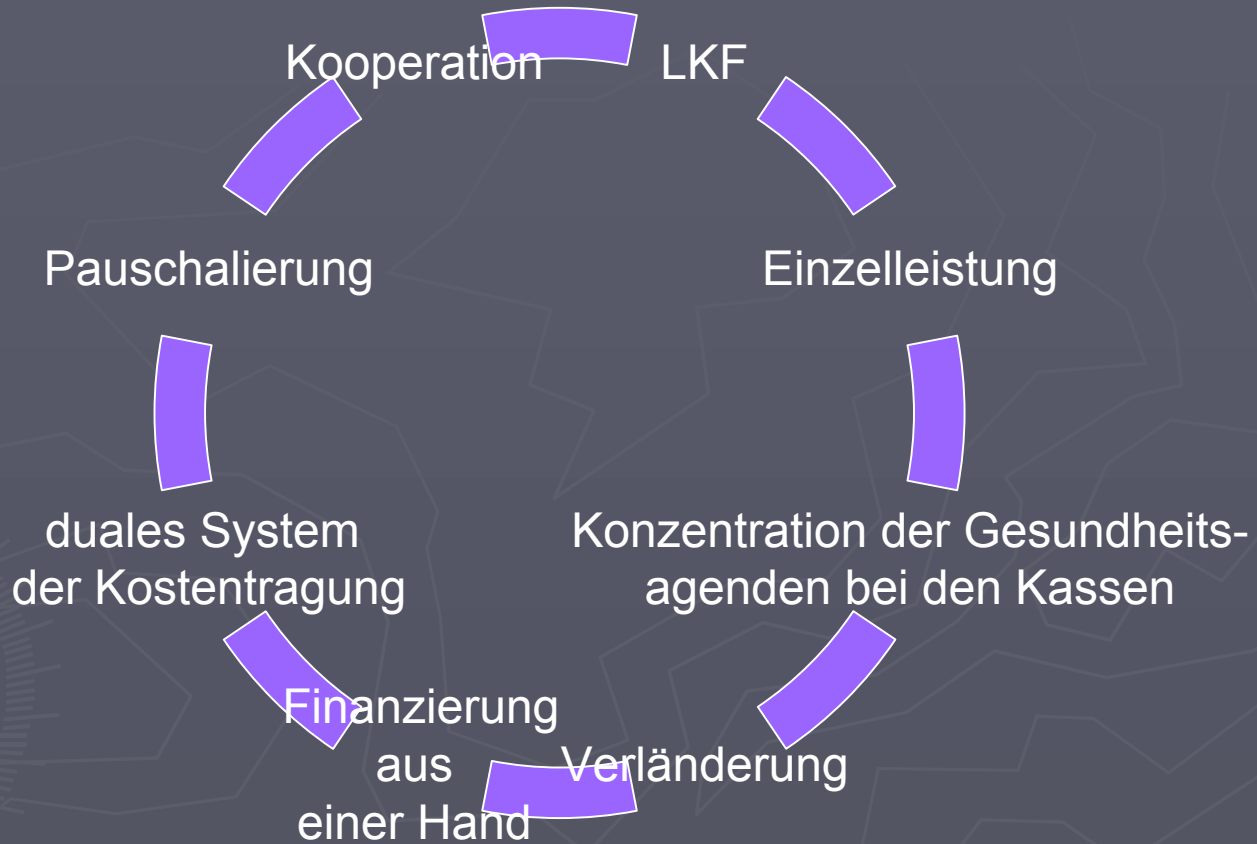 Kooperation
LKF
Pauschalierung
Einzelleistung
duales System
der Kostentragung
Konzentration der Gesundheits-
agenden bei den Kassen
Finanzierung
aus
einer Hand
Verländerung